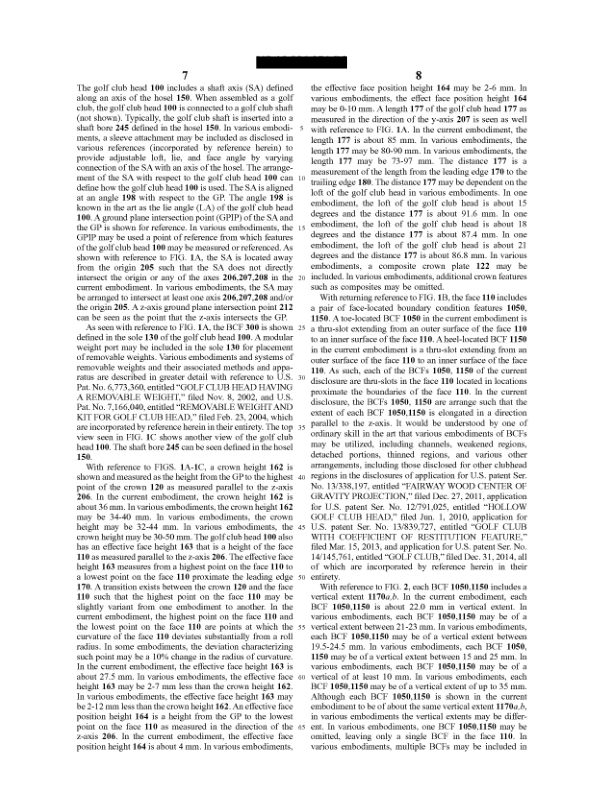 7
The golf club head 100 includes a shaft axis (SA) defined
along an axis of the hosel 150. When assembled as a golf
club, the golf club head 100 is connected to a golf club shaft
(not shown). Typically, the golf club shaft is inserted into a
shaft bore 245 defined in the hosel 150. In various embodi-
ments, a sleeve attachment may be included as disclosed in
various references (incorporated by reference herein) to
provide adjustable loft, lie, and face angle by varying
connection of the SA with an axis of the hosel. The arrange-
ment of the SA with respect to the golf club head 100 can
define how the golf club head 100 is used. The SA is aligned
at an angle 198 with respect to the GP. The angle 198 is
known in the art as the lie angle (LA) of the golf club head
100. A ground plane intersection point (GPIP) of the SA and
the GP is shown for reference. In various embodiments, the
GPIP may be used a point of reference from which features
of the golf club head 100 may be measured or referenced. As
shown with reference to FIG. 1A, the SA is located away
from the origin 205 such that the SA does not directly
intersect the origin or any of the axes 206,207,208 in the
current embodiment. In various embodiments, the SA may
be arranged to intersect at least one axis 206,207,208 and/or
the origin 205. A z-axis ground plane intersection point 212
can be seen as the point that the z-axis intersects the GP.
As seen with reference to FIG. 1A, the BCF 300 is shown
defined in the sole 130 of the golf club head 100. A modular
weight port may be included in the sole 130 for placement
of removable weights. Various embodiments and systems of
removable weights and their associated methods and appa-
ratus are described in greater detail with reference to U.S.
Pat. No. 6,773,360, entitled “GOLF CLUB HEAD HAVING
A REMOVABLE WEIGHT,” filed Nov. 8, 2002, and U.S.
Pat. No. 7,166,040, entitled “REMOVABLE WEIGHT AND
KIT FOR GOLF CLUB HEAD,” filed Feb. 23, 2004, which
are incorporated by reference herein in their entirety. The top
view seen in FIG. 1C shows another view of the golf club
head 100. The shaft bore 245 can be seen defined in the hosel
150.
With reference to FIGS. 1A-1C, a crown height 162 is
shown and measured as the height from the GP to the highest
point of the crown 120 as measured parallel to the z-axis
206. In the current embodiment, the crown height 162 is
about 36 mm. In various embodiments, the crown height 162
may be 34-40 mm. In various embodiments, the crown
height may be 32-44 mm. In various embodiments, the
crown height may be 30-50 mm. The golf club head 100 also
has an effective face height 163 that is a height of the face
110 as measured parallel to the z-axis 206. The effective face
height 163 measures from a highest point on the face 110 to
a lowest point on the face 110 proximate the leading edge
170. A transition exists between the crown 120 and the face
110 such that the highest point on the face 110 may be
slightly variant from one embodiment to another. In the
current embodiment, the highest point on the face 110 and
the lowest point on the face 110 are points at which the
curvature of the face 110 deviates substantially from a roll
radius. In some embodiments, the deviation characterizing
such point may be a 10% change in the radius of curvature.
In the current embodiment, the effective face height 163 is
about 27.5 mm. In various embodiments, the effective face
height 163 may be 2-7 mm less than the crown height 162.
In various embodiments, the effective face height 163 may
be 2-12 mm less than the crown height 162. An effective face
position height 164 is a height from the GP to the lowest
point on the face 110 as measured in the direction of the
z-axis 206. In the current embodiment, the effective face
position height 164 is about 4 mm. In various embodiments,
5
10
15
20
25
30
35
40
45
50
55
60
65
8
the effective face position height 164 may be 2-6 mm. In
various embodiments, the effect face position height 164
may be 0-10 mm. A length 177 of the golf club head 177 as
measured in the direction of the y-axis 207 is seen as well
with reference to FIG. 1A. In the current embodiment, the
length 177 is about 85 mm. In various embodiments, the
length 177 may be 80-90 mm. In various embodiments, the
length 177 may be 73-97 mm. The distance 177 is a
measurement of the length from the leading edge 170 to the
trailing edge 180. The distance 177 may be dependent on the
loft of the golf club head in various embodiments. In one
embodiment, the loft of the golf club head is about 15
degrees and the distance 177 is about 91.6 mm. In one
embodiment, the loft of the golf club head is about 18
degrees and the distance 177 is about 87.4 mm. In one
embodiment, the loft of the golf club head is about 21
degrees and the distance 177 is about 86.8 mm. In various
embodiments, a composite crown plate 122 may be
included. In various embodiments, additional crown features
such as composites may be omitted.
With returning reference to FIG. 1B, the face 110 includes
a pair of face-located boundary condition features 1050,
1150. A toe-located BCF 1050 in the current embodiment is
a thru-slot extending from an outer surface of the face 110
to an inner surface of the face 110. A heel-located BCF 1150
in the current embodiment is a thru-slot extending from an
outer surface of the face 110 to an inner surface of the face
110. As such, each of the BCFs 1050, 1150 of the current
disclosure are thru-slots in the face 110 located in locations
proximate the boundaries of the face 110. In the current
disclosure, the BCFs 1050, 1150 are arrange such that the
extent of each BCF 1050,1150 is elongated in a direction
parallel to the z-axis. It would be understood by one of
ordinary skill in the art that various embodiments of BCFs
may be utilized, including channels, weakened regions,
detached portions, thinned regions, and various other
arrangements, including those disclosed for other clubhead
regions in the disclosures of application for U.S. patent Ser.
No. 13/338,197, entitled “FAIRWAY WOOD CENTER OF
GRAVITY PROJECTION,” filed Dec. 27, 2011, application
for U.S. patent Ser. No. 12/791,025, entitled “HOLLOW
GOLF CLUB HEAD,” filed Jun. 1, 2010, application for
U.S. patent Ser. No. 13/839,727, entitled “GOLF CLUB
WITH COEFFICIENT OF RESTITUTION FEATURE,”
filed Mar. 15, 2013, and application for U.S. patent Ser. No.
14/145,761, entitled “GOLF CLUB,” filed Dec. 31, 2014, all
of which are incorporated by reference herein in their
entirety.
With reference to FIG. 2, each BCF 1050,1150 includes a
vertical extent 1170a,b. In the current embodiment, each
BCF 1050,1150 is about 22.0 mm in vertical extent. In
various embodiments, each BCF 1050,1150 may be of a
vertical extent between 21-23 mm. In various embodiments,
each BCF 1050,1150 may be of a vertical extent between
19.5-24.5 mm. In various embodiments, each BCF 1050,
1150 may be of a vertical extent between 15 and 25 mm. In
various embodiments, each BCF 1050,1150 may be of a
vertical of at least 10 mm. In various embodiments, each
BCF 1050,1150 may be of a vertical extent of up to 35 mm.
Although each BCF 1050,1150 is shown in the current
embodiment to be of about the same vertical extent 1170a,b,
in various embodiments the vertical extents may be differ-
ent. In various embodiments, one BCF 1050,1150 may be
omitted, leaving only a single BCF in the face 110. In
various embodiments, multiple BCFs may be included in